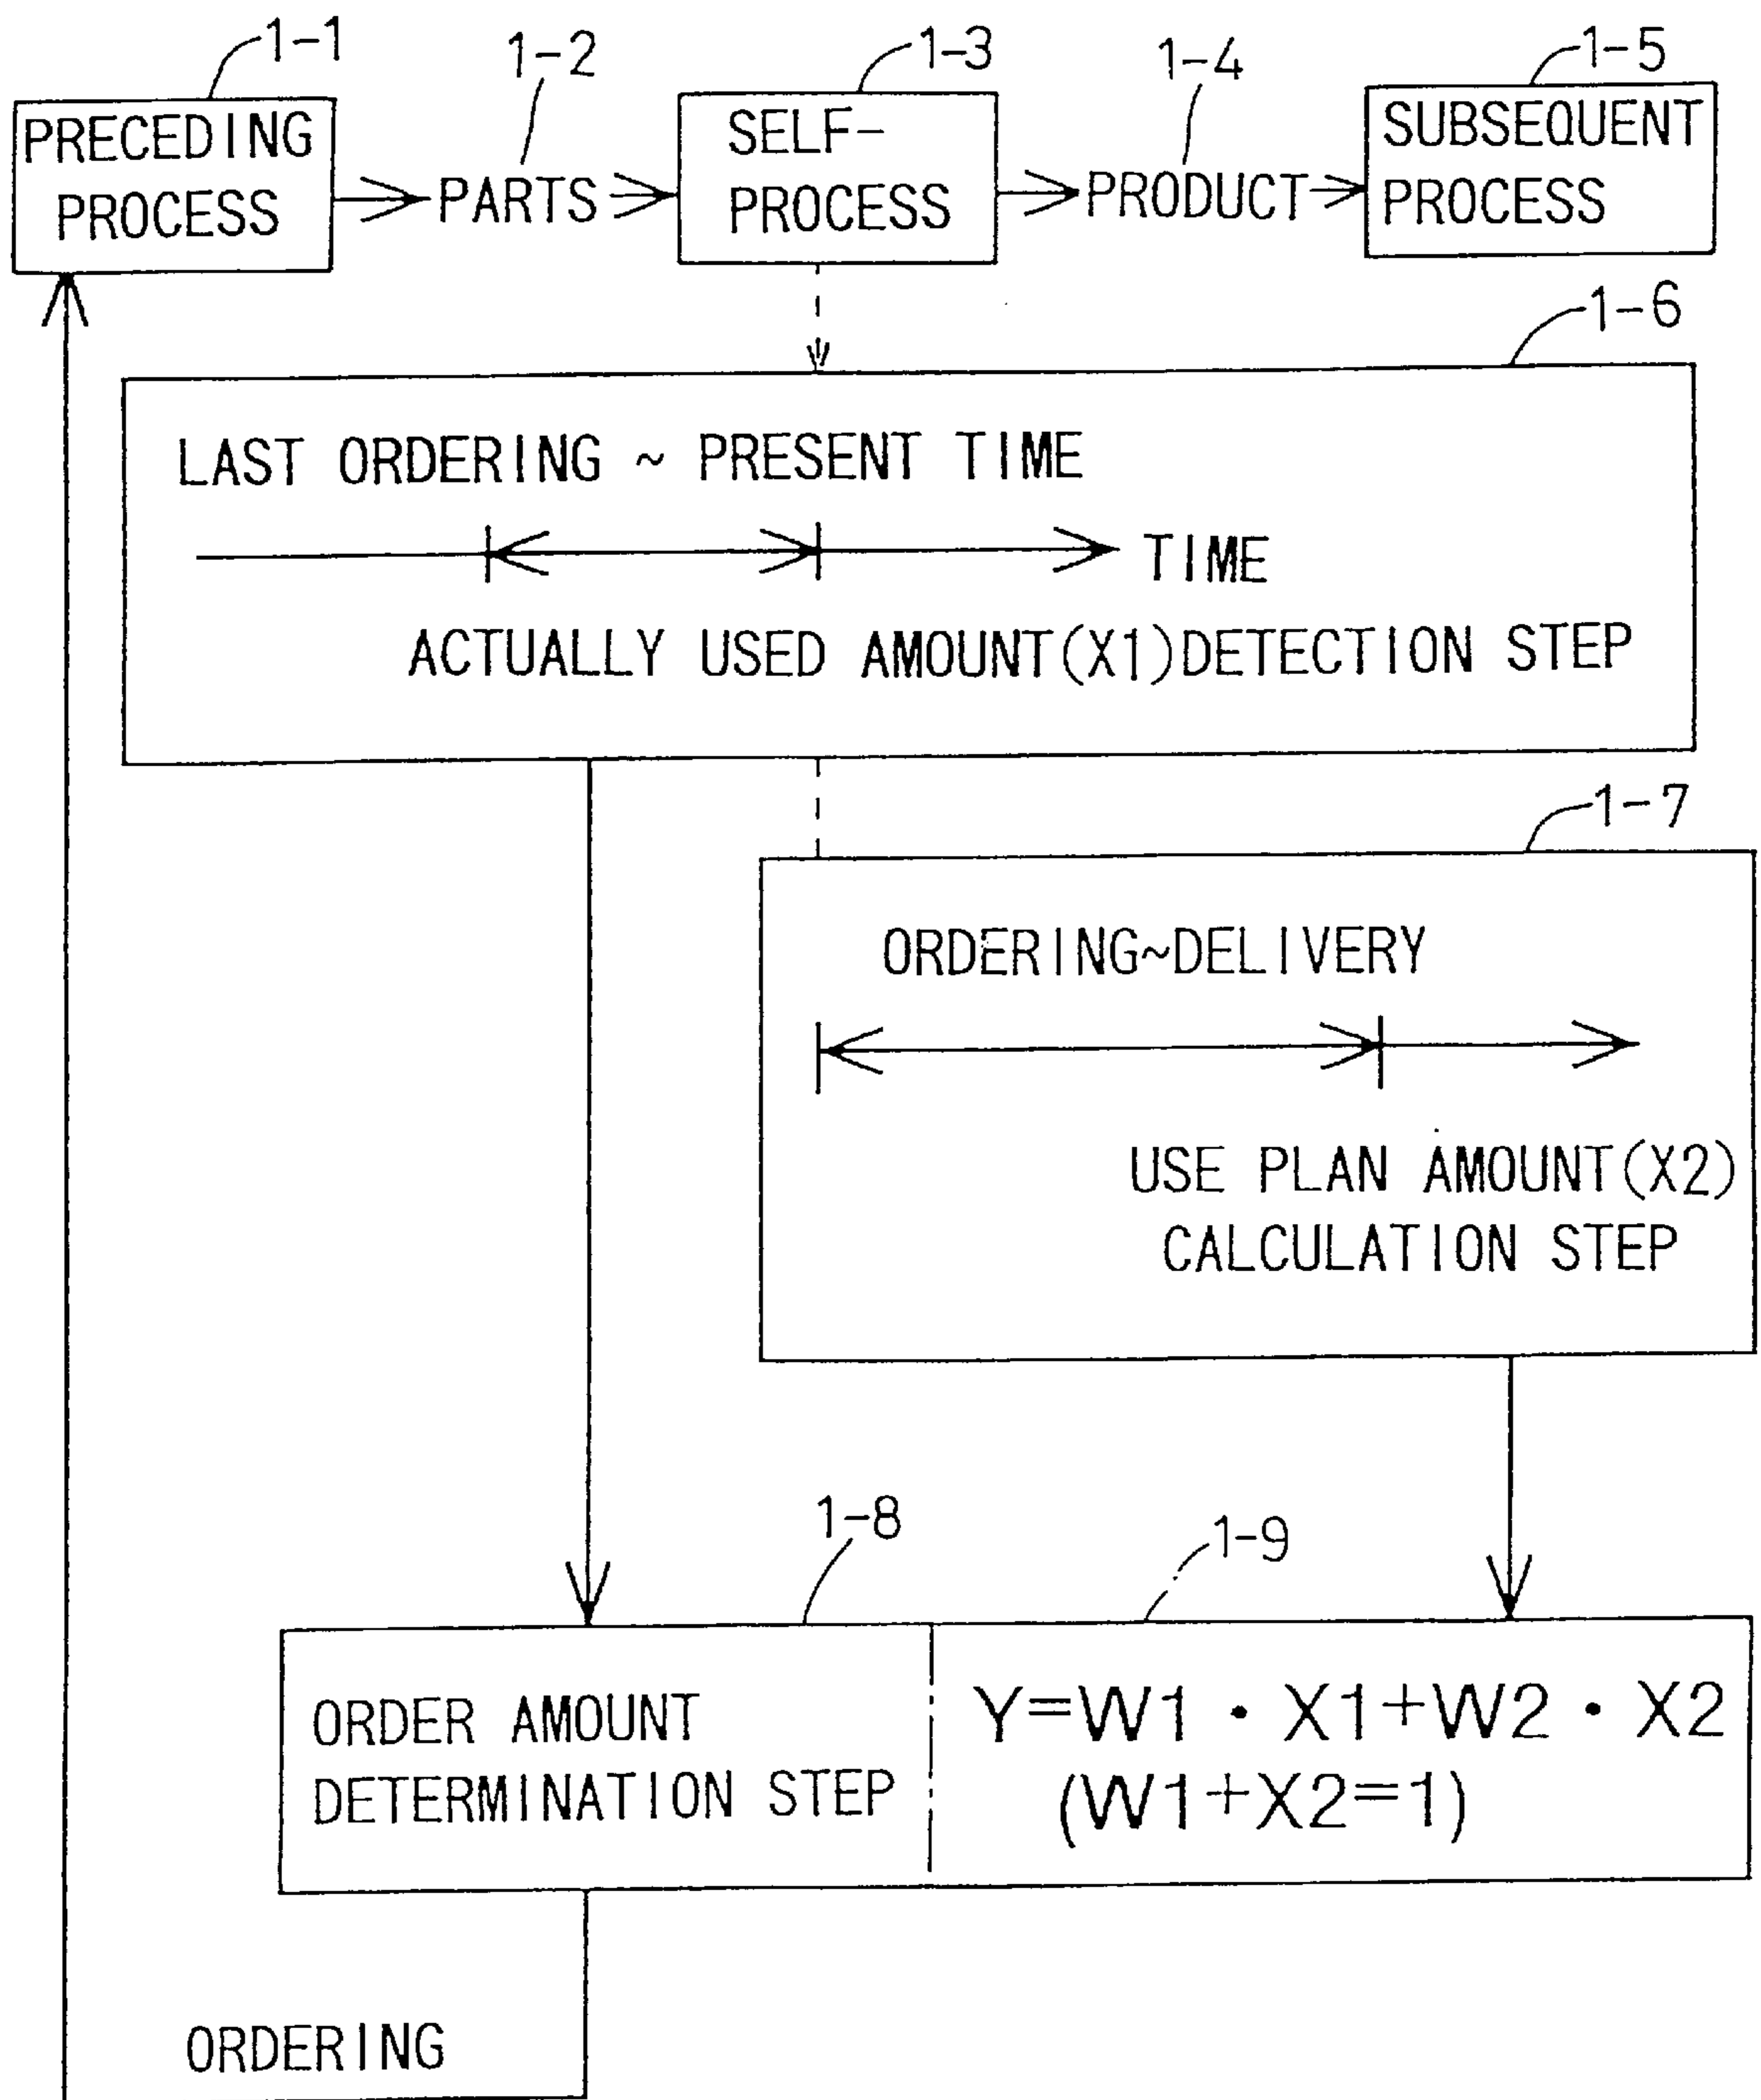 1-1
1-2
1-3
1-4
1-5
PRECEDING
PROCESS
PARTS
SELF-
PROCESS
PRODUCT
SUBSEQUENT
PROCESS
1-6
LAST ORDERING ~ PRESENT TIME
TIME
ACTUALLY USED AMOUNT(X1)DETECTION STEP
1-7
ORDERING~DELIVERY
USE PLAN AMOUNT(X2)
CALCULATION STEP
1-8
1-9
ORDER AMOUNT
DETERMINATION STEP
Y=W1・X1+W2・X2
(W1+X2=1)
ORDERING